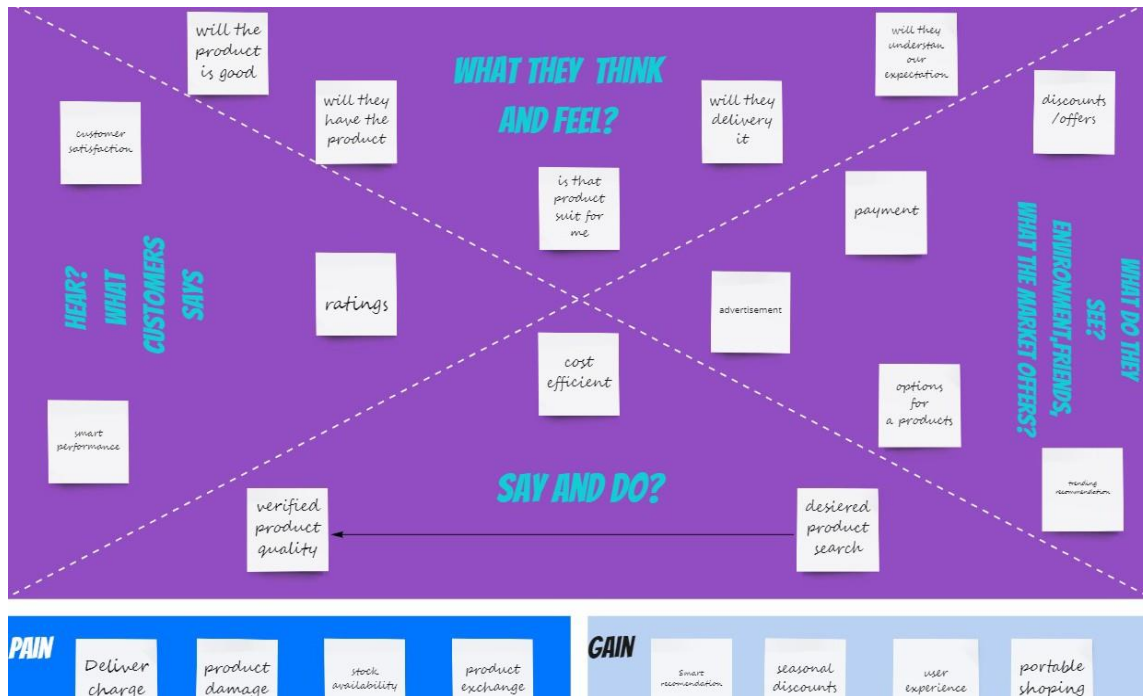 will the
product
is good
WHAT THEY THINK
AND FEEL?
will they
understan
our
expectation
will they
have the
product
will they
delivery
it
discounts
/offers
customer
satisfaction
is that
product
suit for
me
payment
HEAR?
WHAT
CUSTOMERS
SAYS
ratings
advertisement
WHAT DO THEY
SEE?
ENVIRONMENT,FRIENDS,
WHAT THE MARKET OFFERS?
cost
efficient
options
for
a products
smart
performance
SAY AND DO?
trending
recommendation
verified
product
quality
desiered
product
search
PAIN
Deliver
charge
product
damage
stock
availability
product
exchange
GAIN
Smart
recomendation
seasonal
discounts
user
experience
portable
shoping